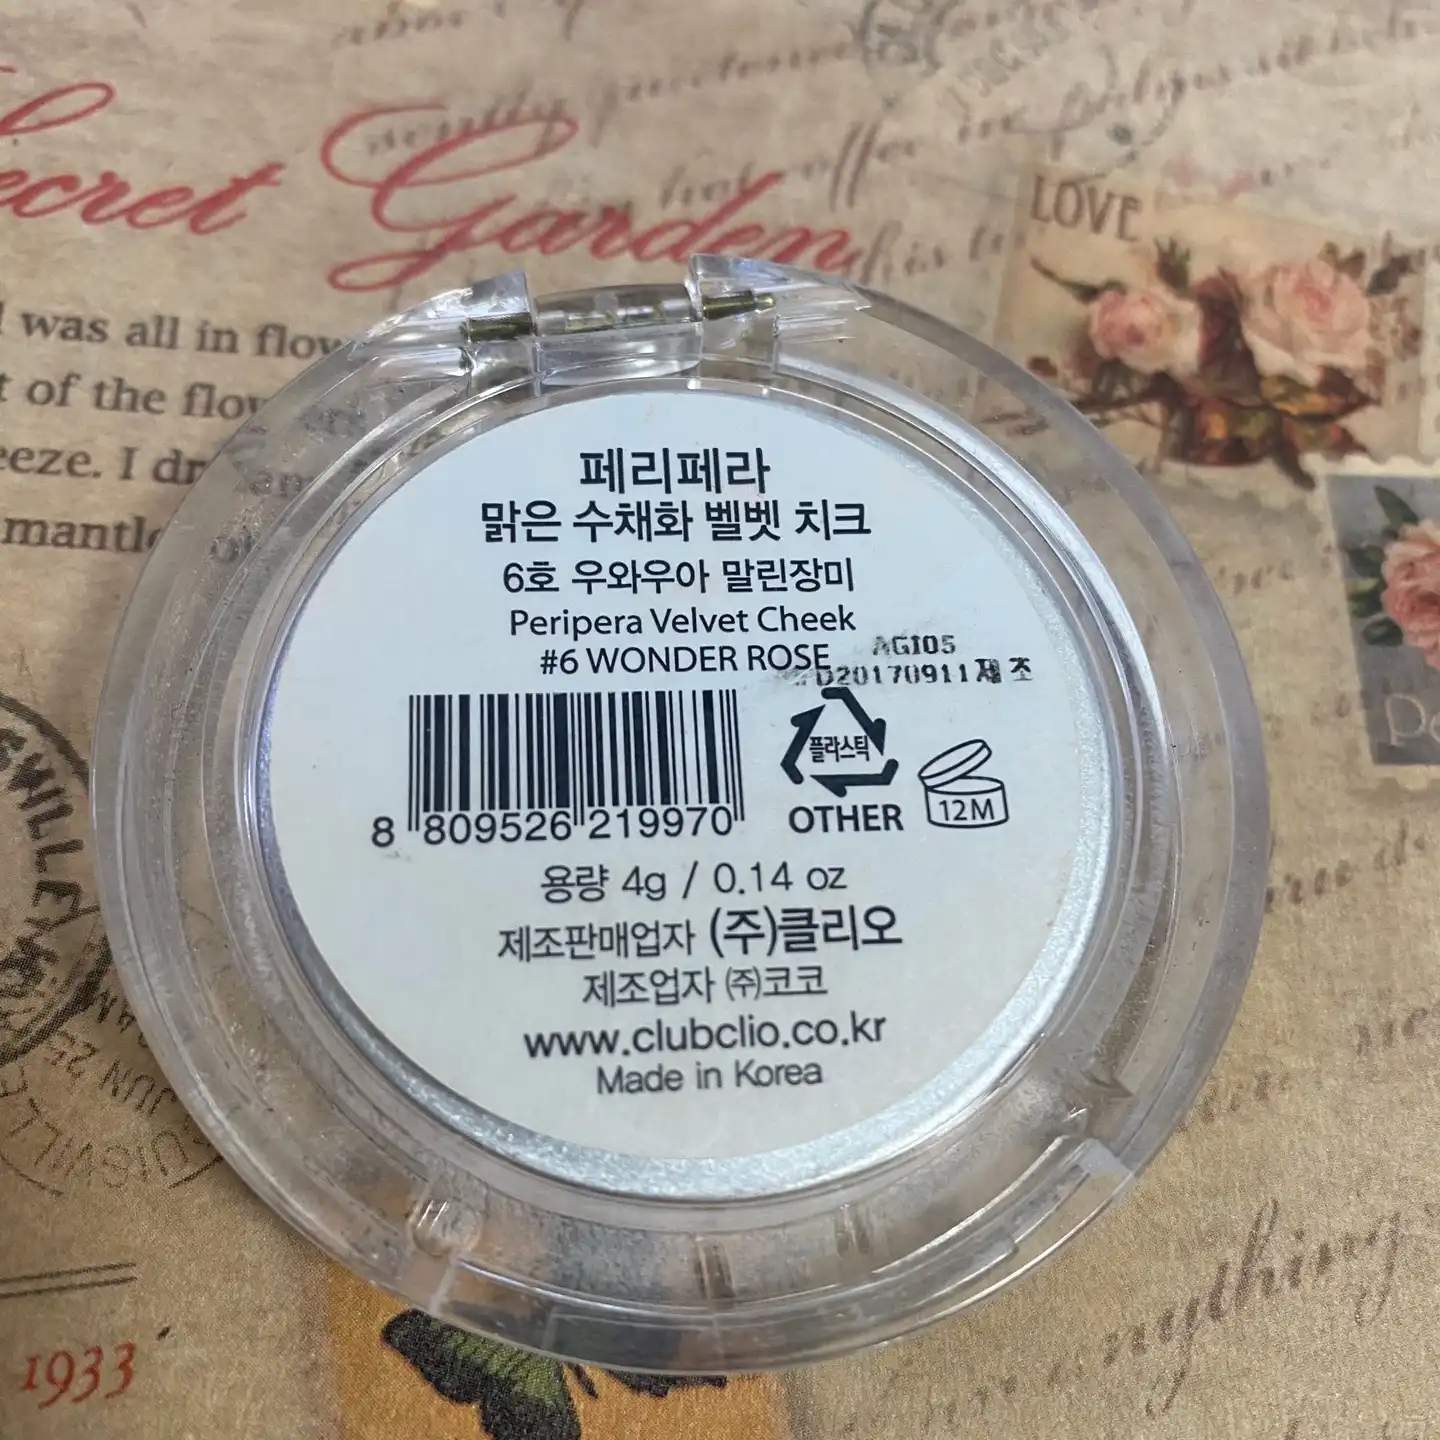 Secret Garden
LOVE
was all in flow
t of the flow
eeze. I dr
mantle
페리페라
맑은 수채화 벨벳 치크
6호 우와우아 말린장미
Peripera Velvet Cheek
#6 WONDER ROSE
AGI05
D20170911제조
플라스틱
OTHER
12M
8 809526 219970
용량 4g / 0.14 oz
제조판매업자 (주)클리오
제조업자 ㈜코코
www.clubclio.co.kr
Made in Korea
JUN 25
1933
anything